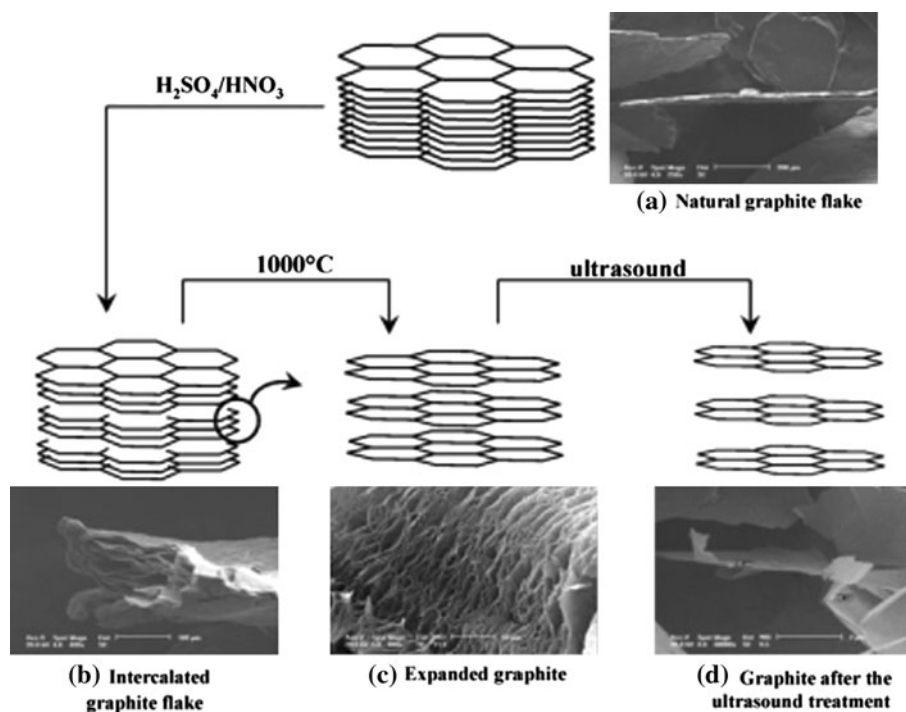 H₂SO₄/HNO₃
(a) Natural graphite flake
1000°C
ultrasound
(b) Intercalated
graphite flake
(c) Expanded graphite
(d) Graphite after the
ultrasound treatment